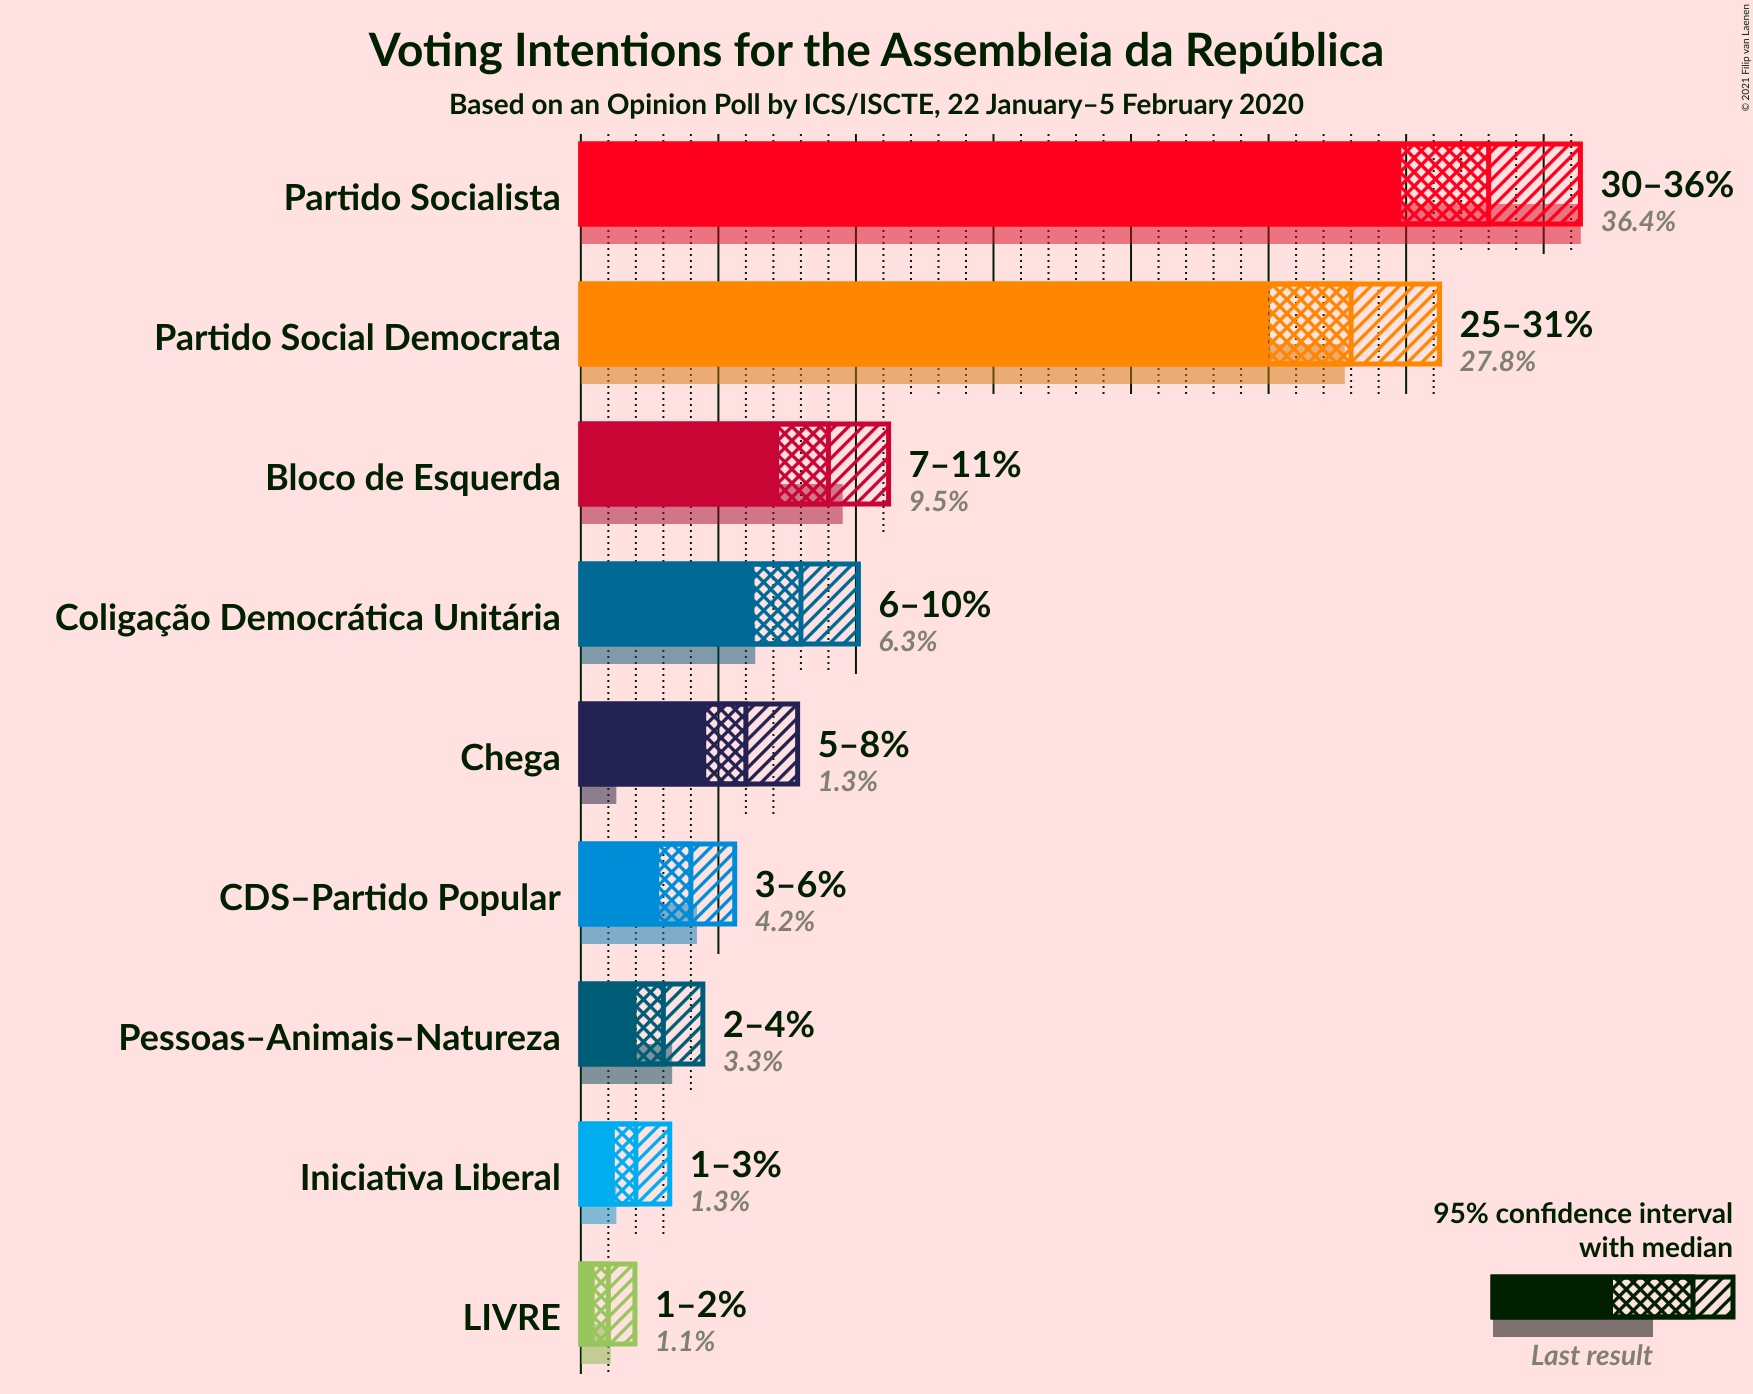 Voting Intentions for the Assembleia da República
Based on an Opinion Poll by ICS/ISCTE, 22 January–5 February 2020
© 2021 Filip van Laenen
Partido Socialista
30–36%
36.4%
Partido Social Democrata
25–31%
27.8%
Bloco de Esquerda
7–11%
9.5%
Coligação Democrática Unitária
6–10%
6.3%
Chega
5–8%
1.3%
CDS–Partido Popular
3–6%
4.2%
Pessoas–Animais–Natureza
2–4%
3.3%
Iniciativa Liberal
1–3%
1.3%
LIVRE
1–2%
1.1%
95% confidence interval
with median
Last result